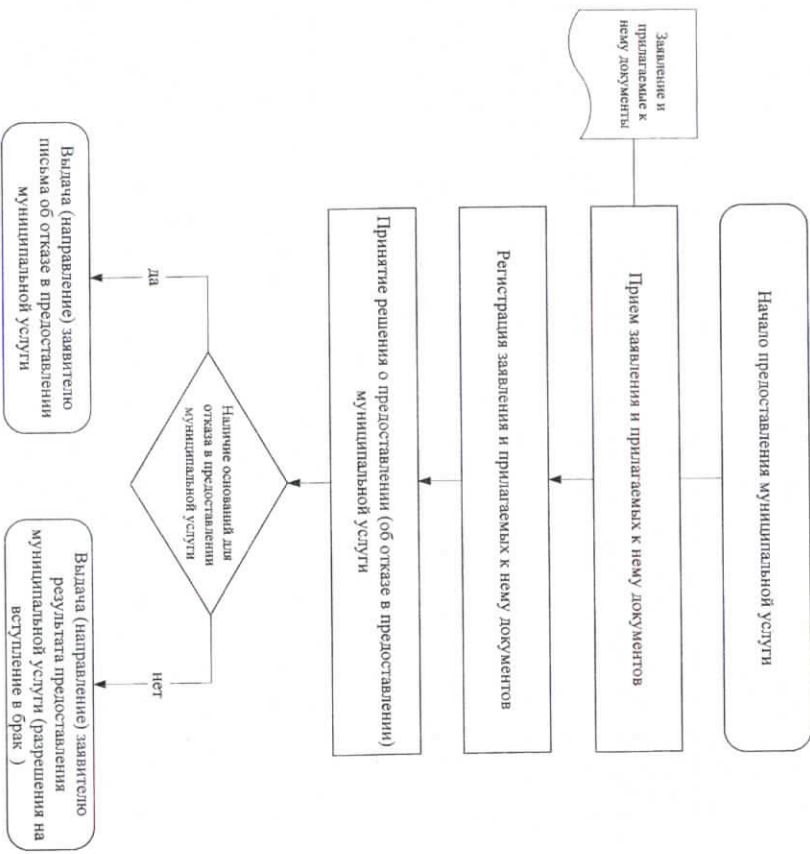 Начало предоставления муниципальной услуги
Заявление и
прилагаемые к
нему документы
Прием заявления и прилагаемых к нему документов
Регистрация заявления и прилагаемых к нему документов
Принятие решения о предоставлении (об отказе в предоставлении)
муниципальной услуги
Наличие оснований для
отказа в предоставлении
муниципальной услуги
да
нет
Выдача (направление) заявителю
письма об отказе в предоставлении
муниципальной услуги
Выдача (направление) заявителю
результата предоставления
муниципальной услуги (разрешения на
вступление в брак )